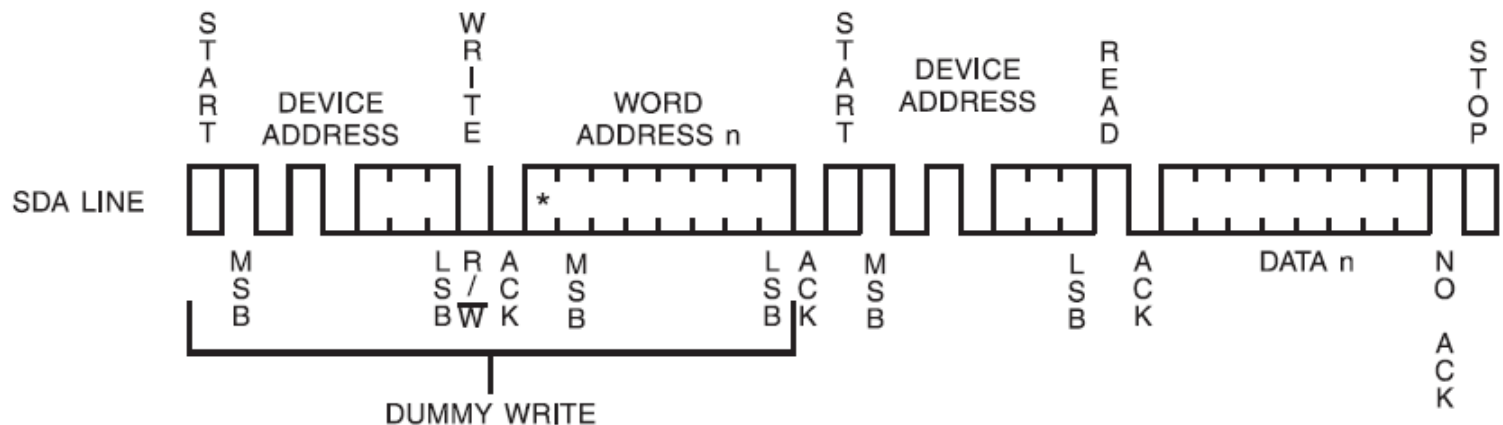 START
DEVICE
ADDRESS
WRITE
WORD
ADDRESS n
START
DEVICE
ADDRESS
READ
STOP
SDA LINE
*
MSB
LSB
R/W
ACK
MSB
LSB
ACK
MSB
LSB
ACK
DATA n
NO ACK
DUMMY WRITE